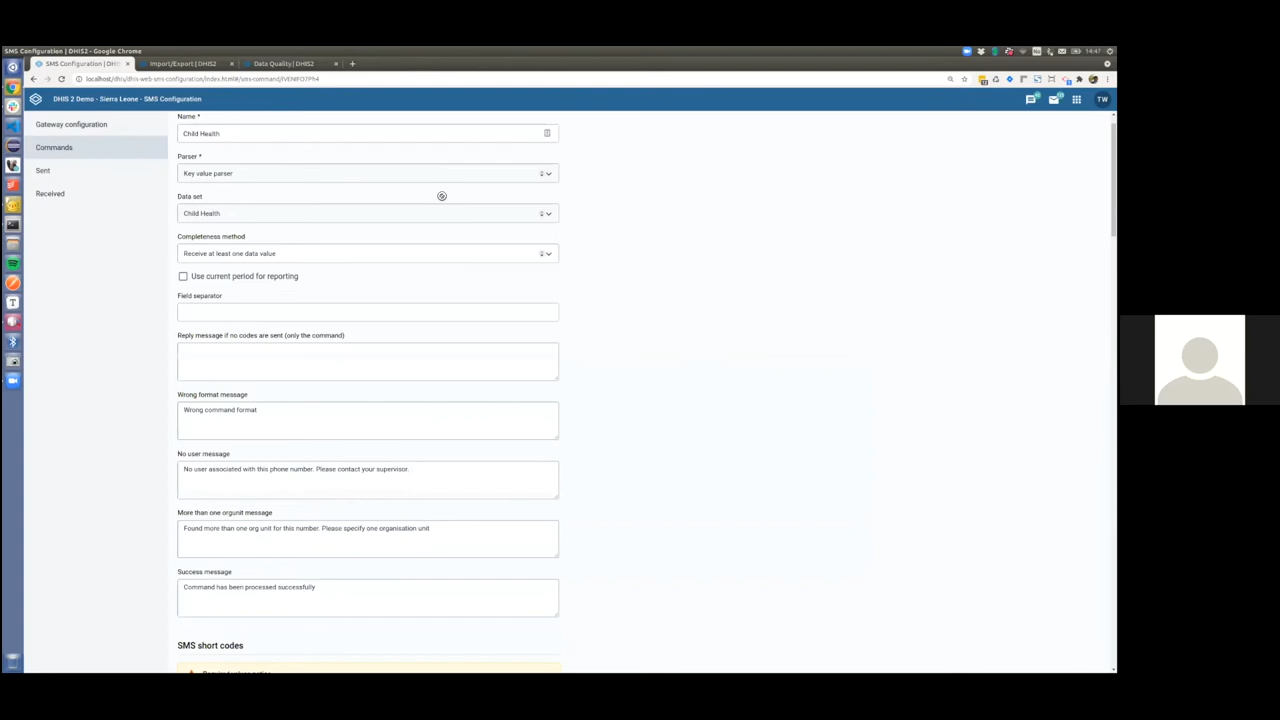 SMS Configuration | DHIS2 - Google Chrome
14:47
SMS Configuration | DHI
Import/Export | DHIS2
Data Quality | DHIS2
DHIS 2 Demo - Sierra Leone - SMS Configuration
TW
Gateway configuration
Commands
Sent
Received
Name *
Child Health
Parser *
Key value parser
Data set
Child Health
Completeness method
Receive at least one data value
Use current period for reporting
Field separator
Reply message if no codes are sent (only the command)
Wrong format message
Wrong command format
No user message
No user associated with this phone number. Please contact your supervisor.
More than one orgunit message
Found more than one org unit for this number. Please specify one organisation unit
Success message
Command has been processed successfully
SMS short codes